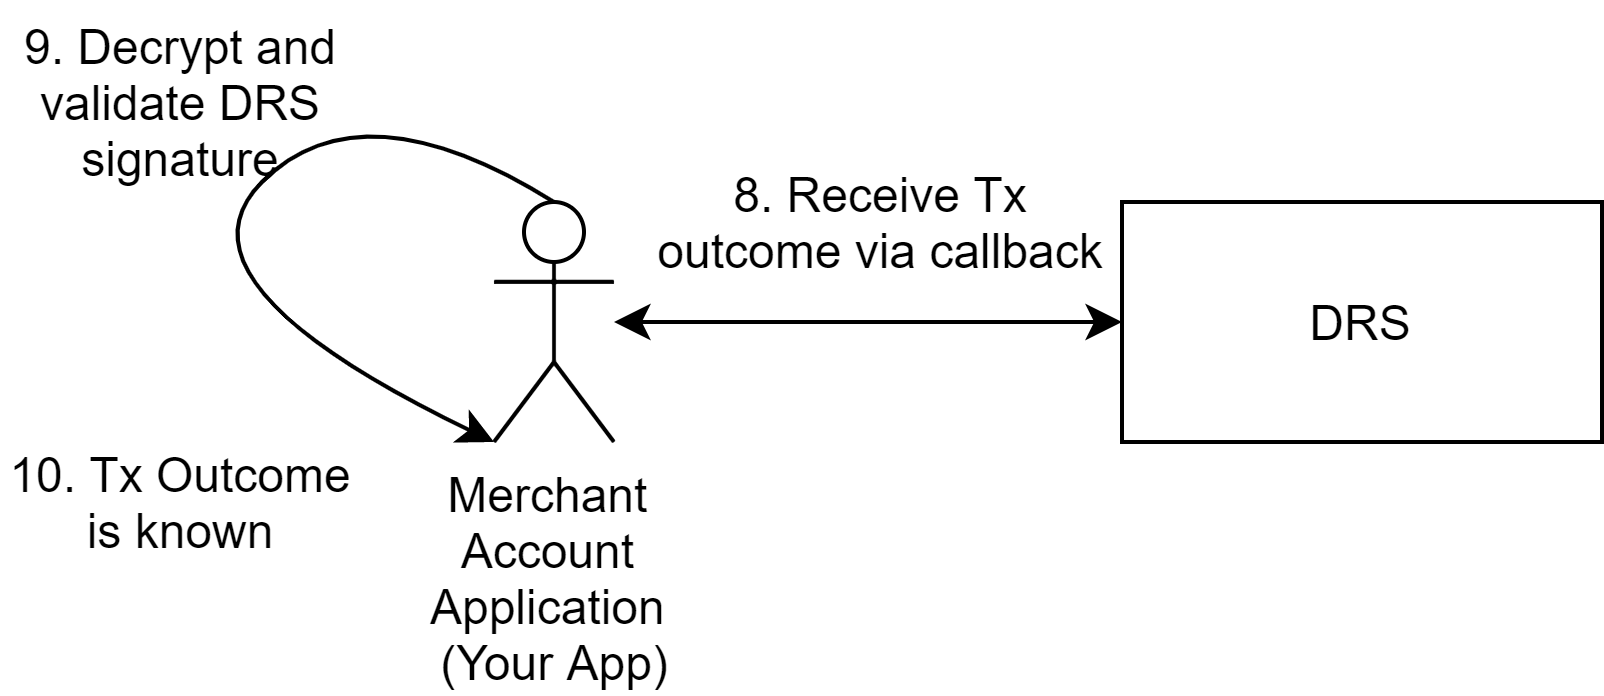 9. Decrypt and
validate DRS
signature
8. Receive Tx
outcome via callback
DRS
10. Tx Outcome
is known
Merchant
Account
Application
(Your App)